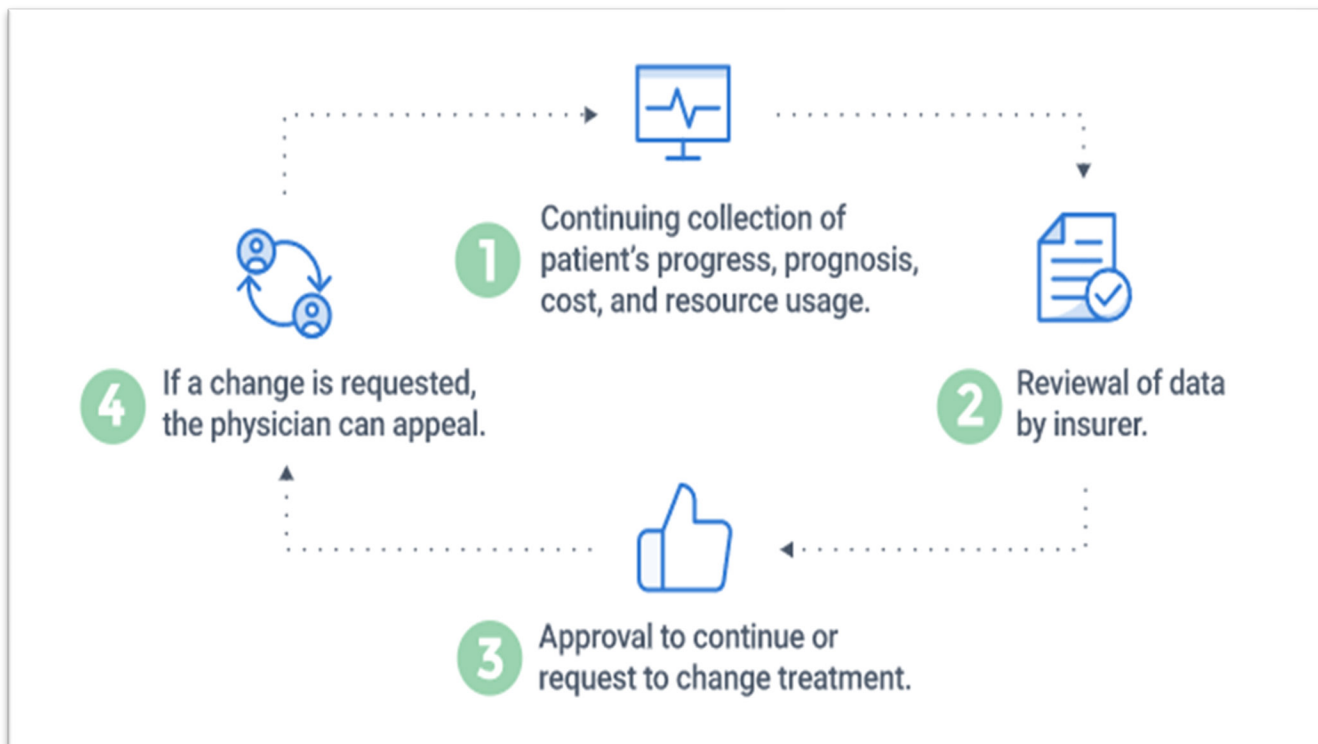 1
Continuing collection of
patient's progress, prognosis,
cost, and resource usage.
2
Reviewal of data
by insurer.
3
Approval to continue or
request to change treatment.
4
If a change is requested,
the physician can appeal.